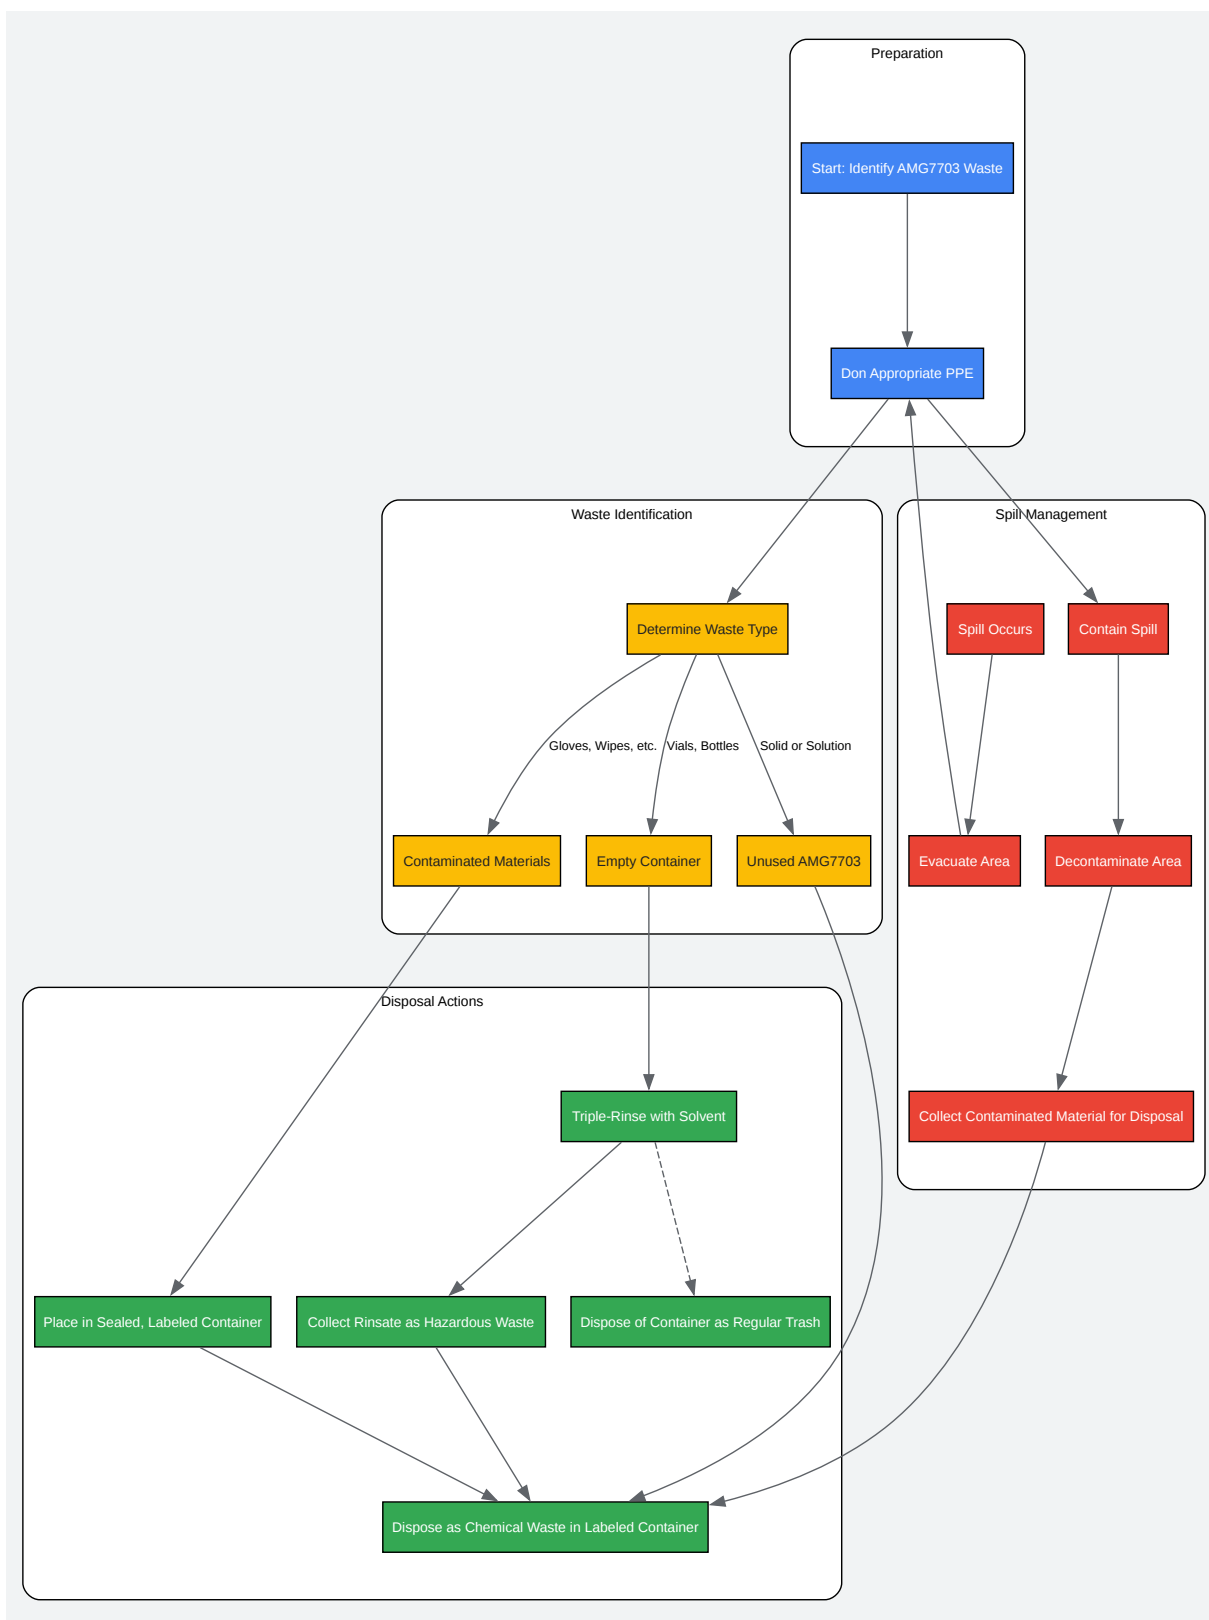 Preparation
Start: Identify AMG7703 Waste
Don Appropriate PPE
Waste Identification
Determine Waste Type
Gloves, Wipes, etc.
Vials, Bottles
Solid or Solution
Contaminated Materials
Empty Container
Unused AMG7703
Spill Management
Spill Occurs
Contain Spill
Evacuate Area
Decontaminate Area
Collect Contaminated Material for Disposal
Disposal Actions
Triple-Rinse with Solvent
Place in Sealed, Labeled Container
Collect Rinsate as Hazardous Waste
Dispose of Container as Regular Trash
Dispose as Chemical Waste in Labeled Container